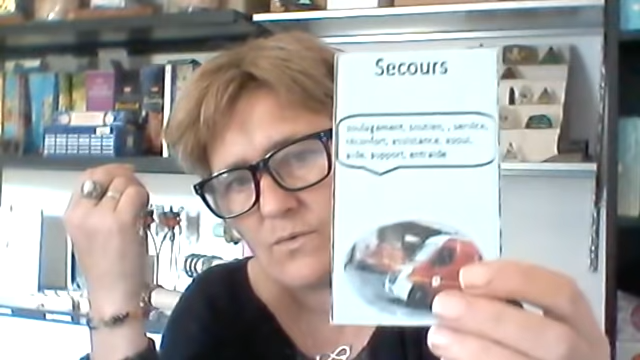 Secours
soulagement, soutien, , service,
réconfort, assistance, appui,
aide, support, entraide